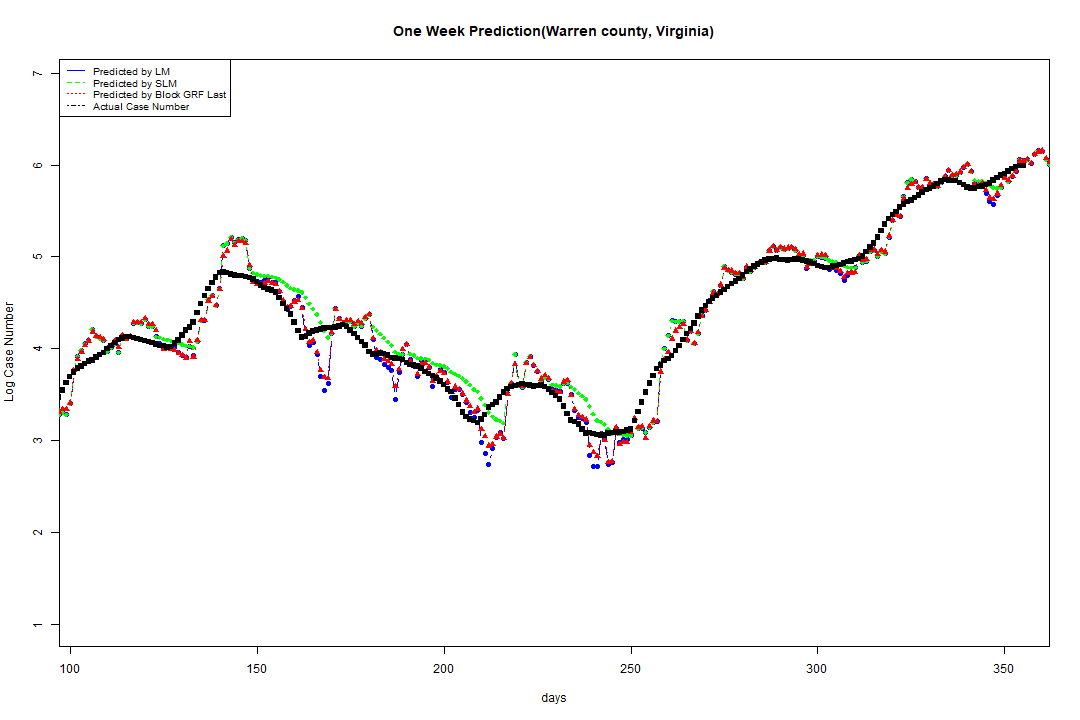 One Week Prediction(Warren county, Virginia)
Predicted by LM
Predicted by SLM
Predicted by Block GRF Last
Actual Case Number
7
6
5
4
3
2
1
Log Case Number
100 150 200 250 300 350
days